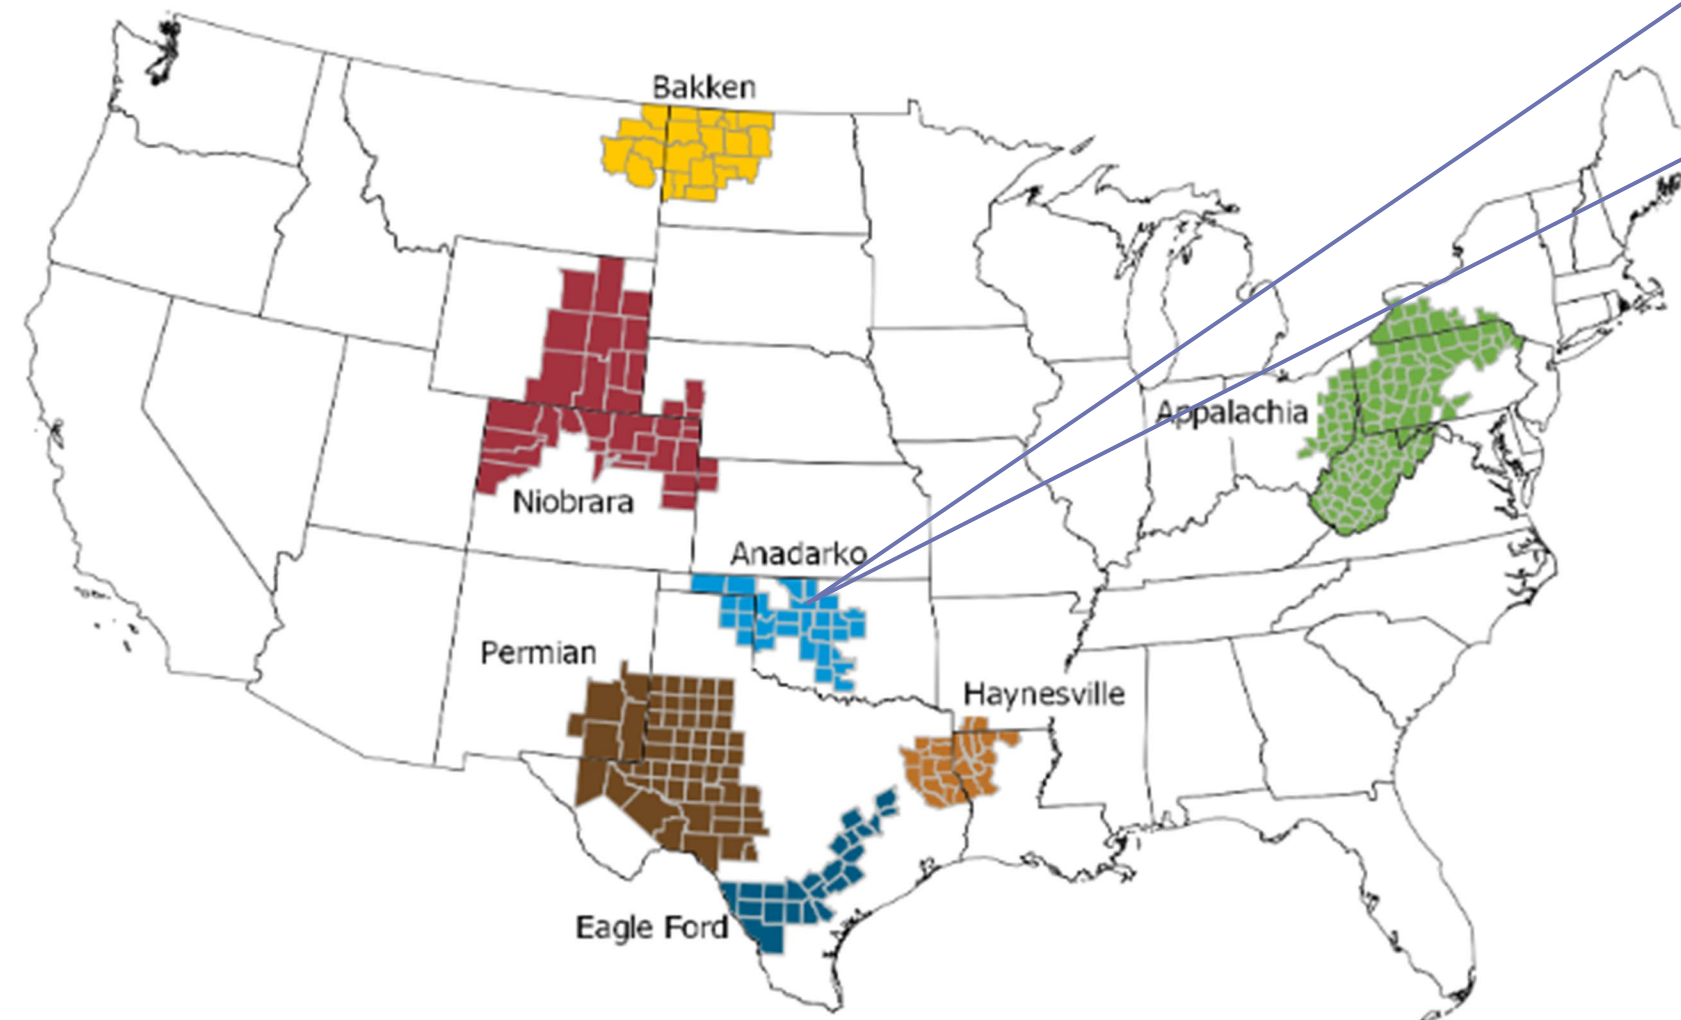 Bakken
Appalachia
Niobrara
Anadarko
Permian
Haynesville
Eagle Ford